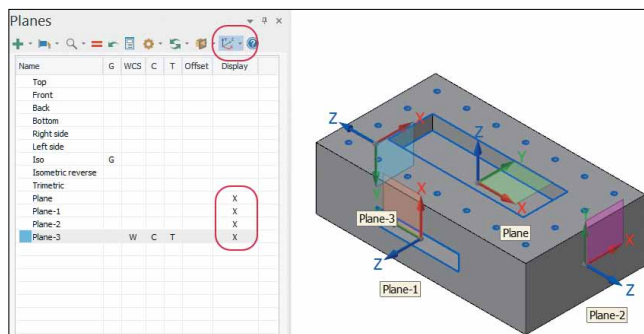 Planes
Name G WCS C T Offset Display
Top
Front
Back
Bottom
Right side
Left side
Iso G
Isometric reverse
Trimetric
Plane X
Plane-1 X
Plane-2 X
Plane-3 W C T X
Z X
Y
Z
Y
X
Plane-3
X
Plane
Y
X
Z
Z
Plane-1
Plane-2